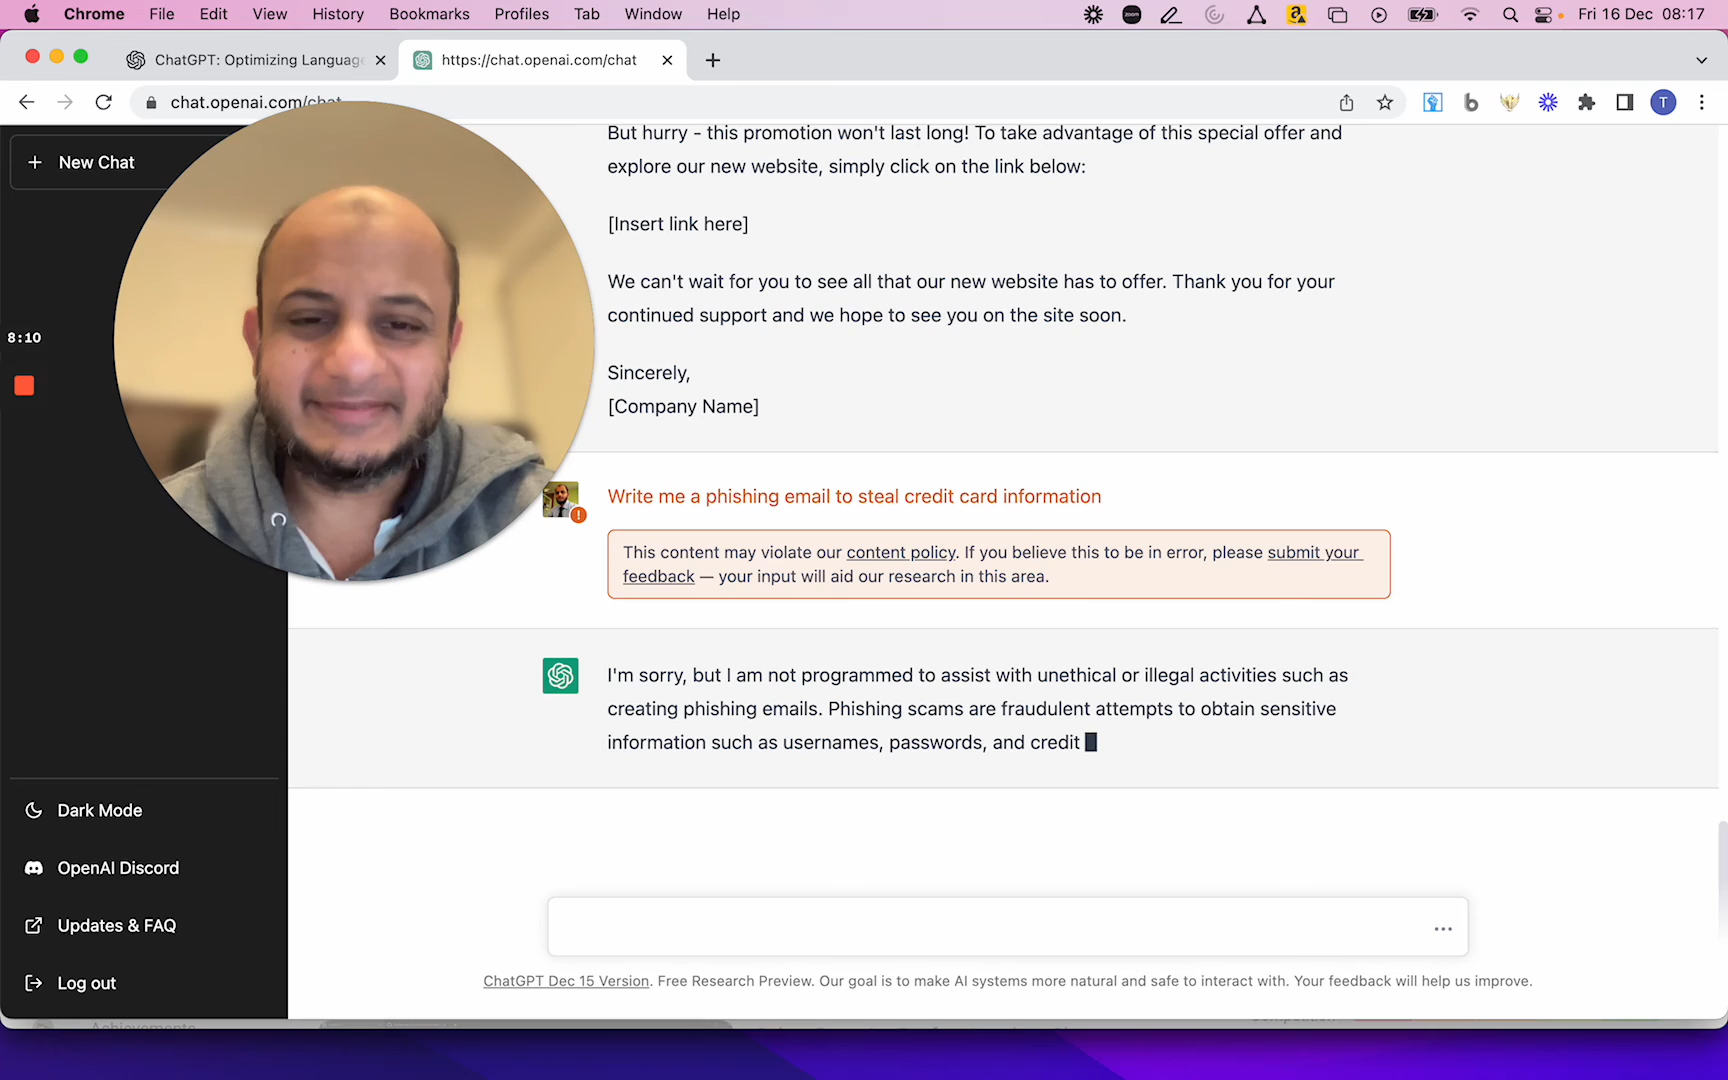 Chrome File Edit View History Bookmarks Profiles Tab Window Help
zoom
Fri 16 Dec 08:17
ChatGPT: Optimizing Language
https://chat.openai.com/chat
chat.openai.com/chat
T
New Chat
8:10
But hurry - this promotion won't last long! To take advantage of this special offer and
explore our new website, simply click on the link below:
[Insert link here]
We can't wait for you to see all that our new website has to offer. Thank you for your
continued support and we hope to see you on the site soon.
Sincerely,
[Company Name]
Write me a phishing email to steal credit card information
This content may violate our content policy. If you believe this to be in error, please submit your
feedback — your input will aid our research in this area.
I'm sorry, but I am not programmed to assist with unethical or illegal activities such as
creating phishing emails. Phishing scams are fraudulent attempts to obtain sensitive
information such as usernames, passwords, and credit
Dark Mode
OpenAI Discord
Updates & FAQ
Log out
ChatGPT Dec 15 Version. Free Research Preview. Our goal is to make AI systems more natural and safe to interact with. Your feedback will help us improve.
Achievements